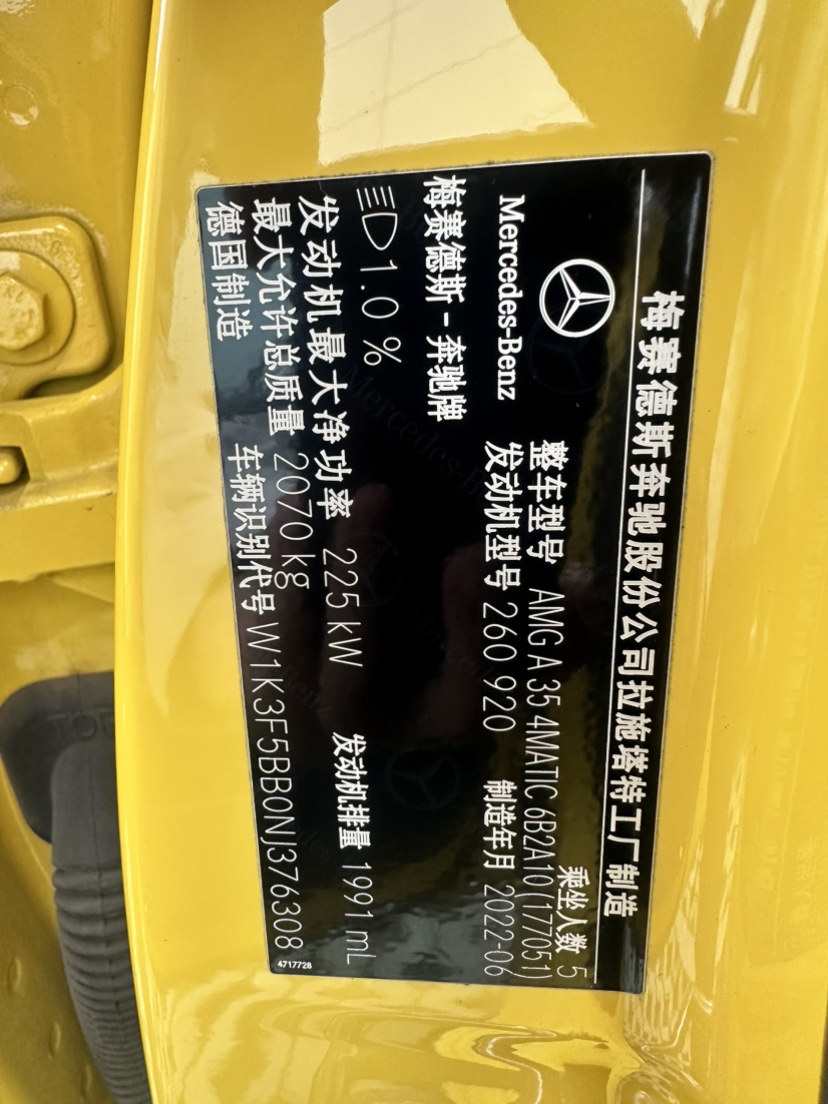 梅赛德斯奔驰股份公司拉施塔特工厂制造
Mercedes-Benz
梅赛德斯-奔驰牌
乘坐人数 5
整车型号 AMG A 35 4MATIC 6B2A10 (177051)
发动机型号 260 920 制造年月 2022-06
1.0 %
发动机最大净功率 225 kW 发动机排量 1991 mL
最大允许总质量 2070 kg
德国制造 车辆识别代号 W1K3F5BB0NJ376308
4717728